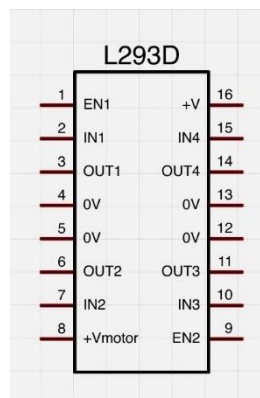 L293D
1 EN1 +V 16
2 IN1 IN4 15
3 OUT1 OUT4 14
4 0V 0V 13
5 0V 0V 12
6 OUT2 OUT3 11
7 IN2 IN3 10
8 +Vmotor EN2 9